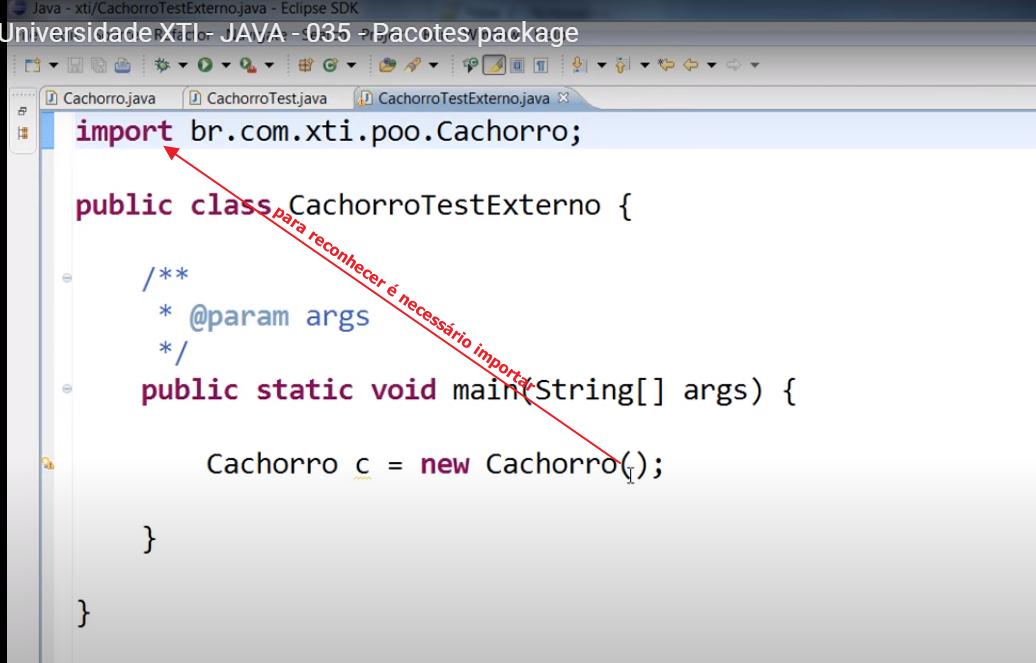 Java - xti/CachorroTestExterno.java - Eclipse SDK
Universidade XTI - JAVA - 035 - Pacotes package
Cachorro.java
CachorroTest.java
CachorroTestExterno.java
import br.com.xti.poo.Cachorro;
public class CachorroTestExterno {
para reconhecer é necessário importar
/**
* @param args
*/
public static void main(String[] args) {
Cachorro c = new Cachorro();
}
}